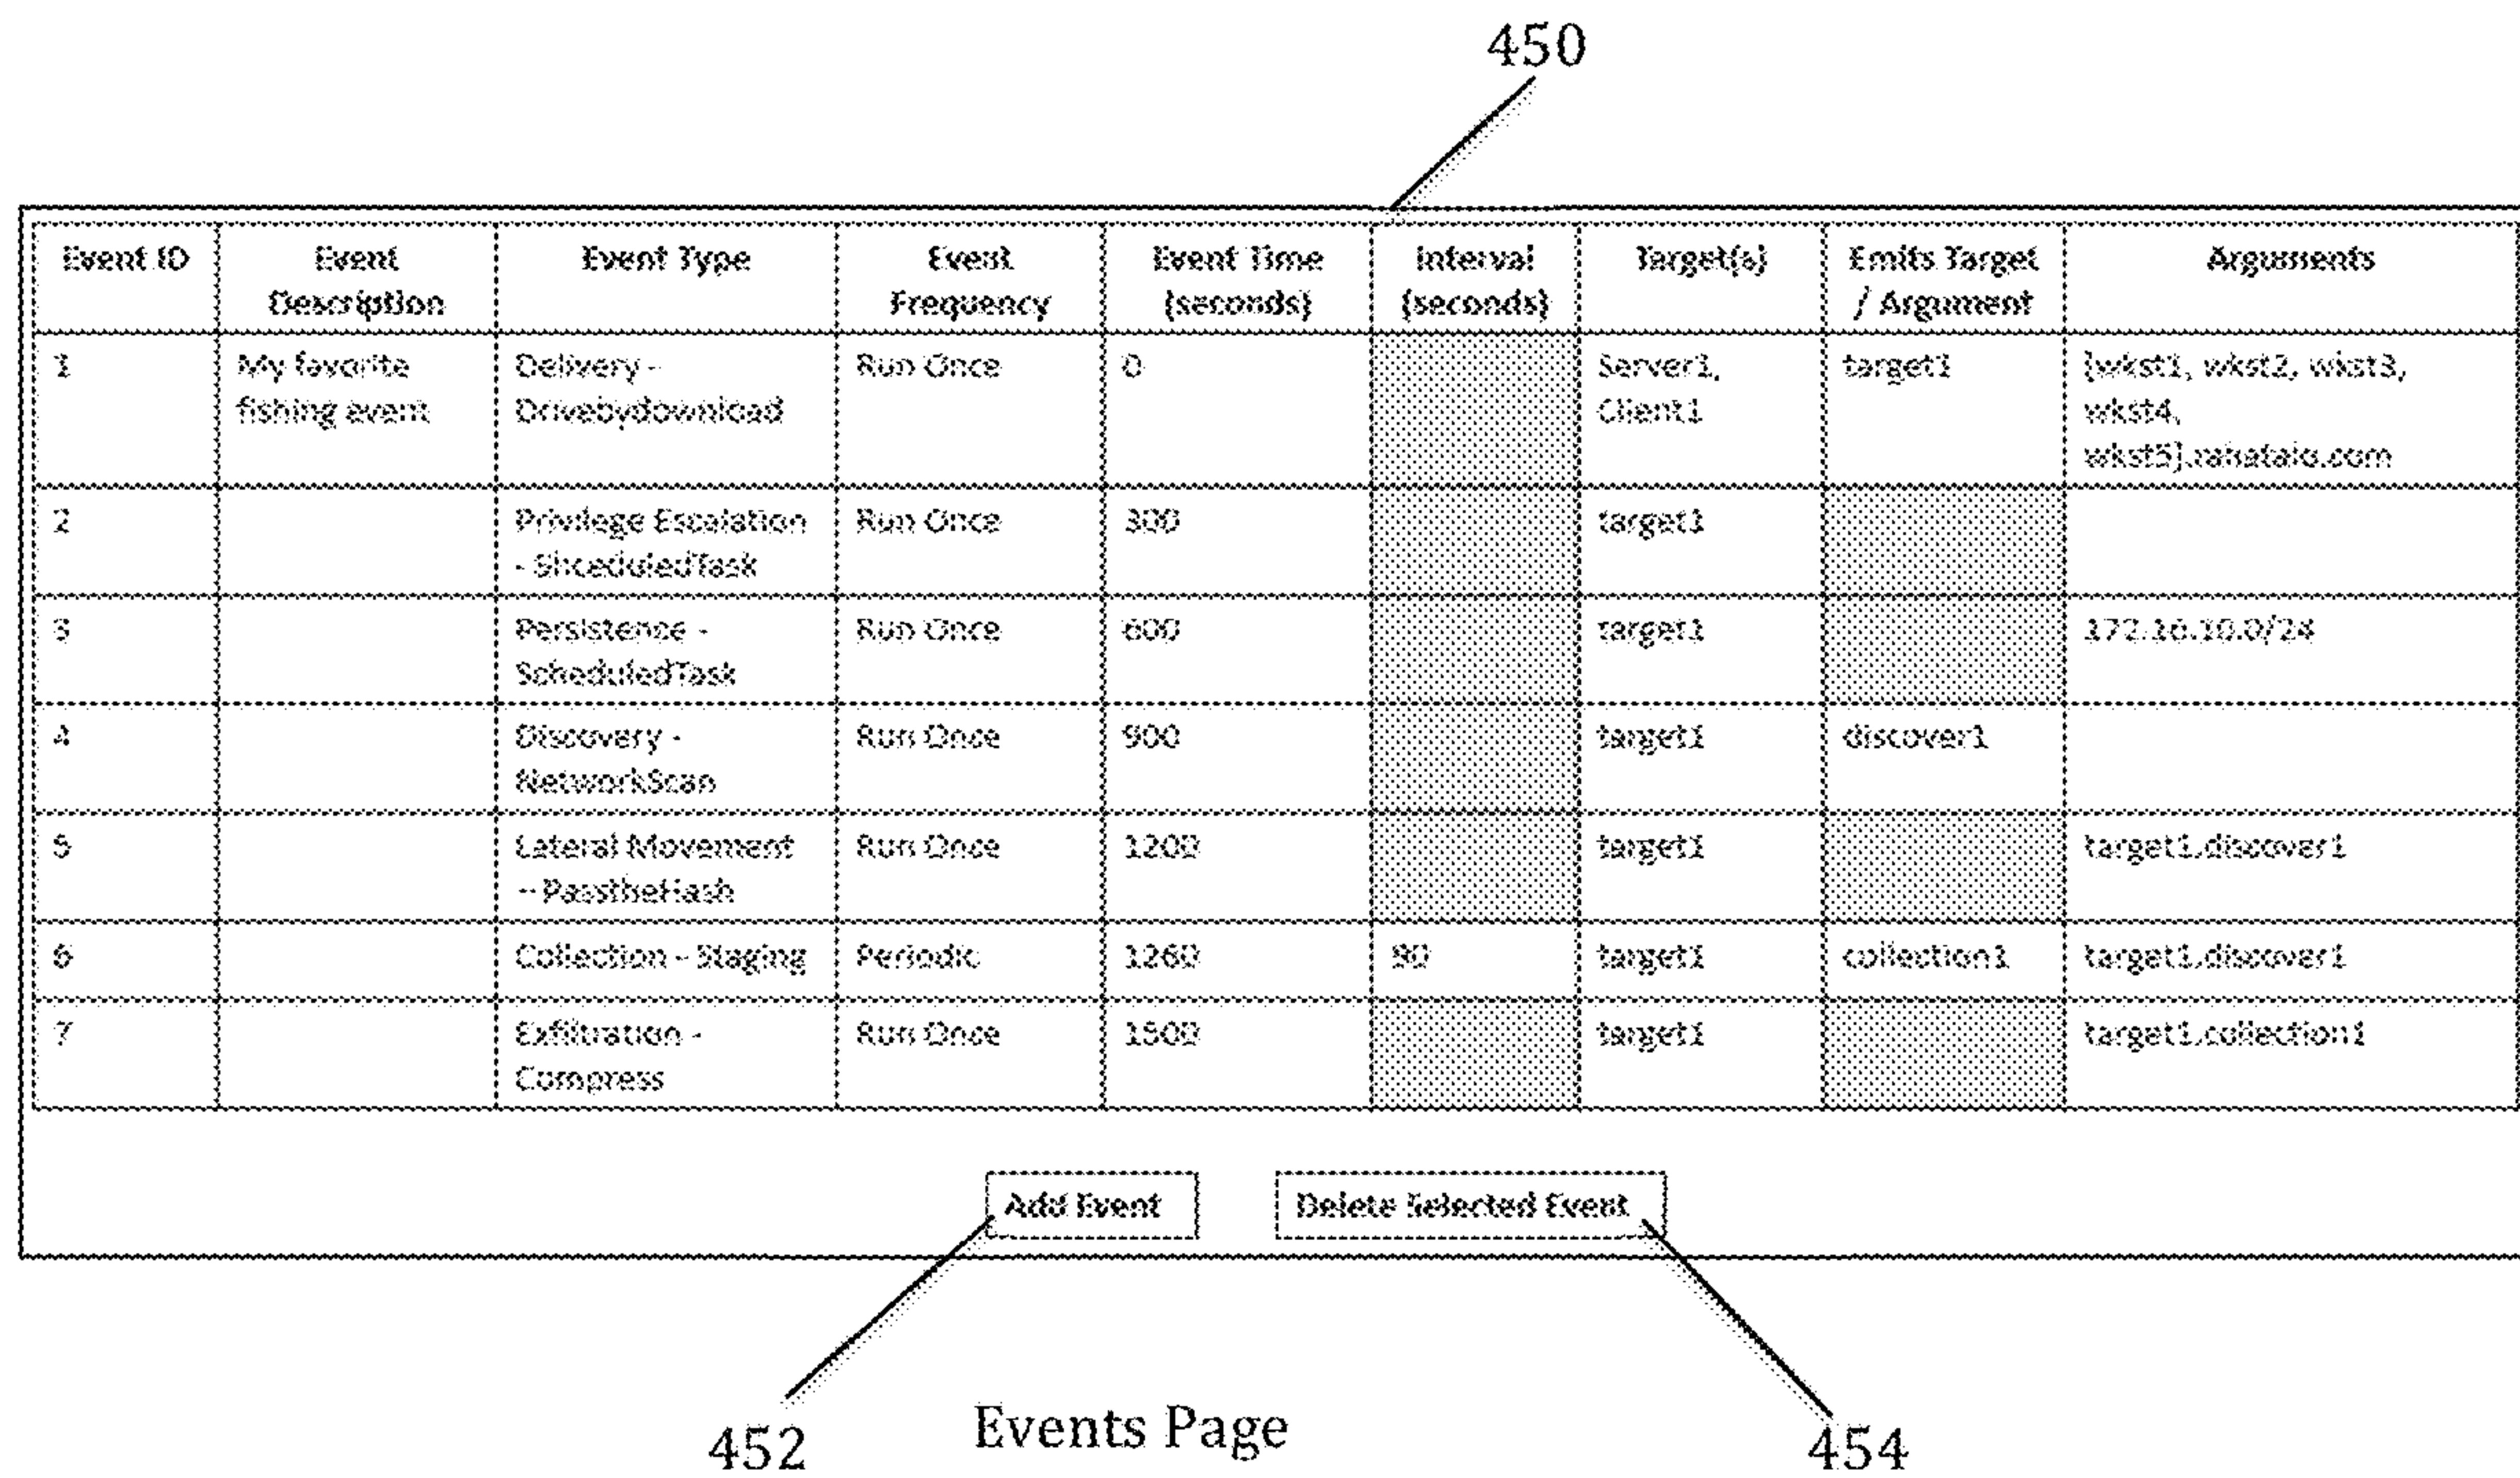 450
Event ID
Event
Description
Event Type
Event
Frequency
Event Time
(seconds)
Interval
(seconds)
Target(s)
Emits Target
/ Argument
Arguments
1
My favorite
fishing event
Delivery -
Drivebydownload
Run Once
0
Server1,
Client1
target1
[wkst1, wkst2, wkst3,
wkst4,
wkst5]
2
Privilege Escalation
- ShceduledTask
Run Once
300
target1
3
Persistence -
ScheduledTask
Run Once
600
target1
172.16.10.0/24
4
Discovery -
NetworkScan
Run Once
900
target1
discover1
5
Lateral Movement
-- PasstheHash
Run Once
1200
target1
target1.discover1
6
Collection - Staging
Periodic
1260
target1
collection1
target1.discover1
7
Exfiltration -
Compress
Run Once
1500
target1
target1.collection1
Add Event
Delete Selected Event
452
Events Page
454